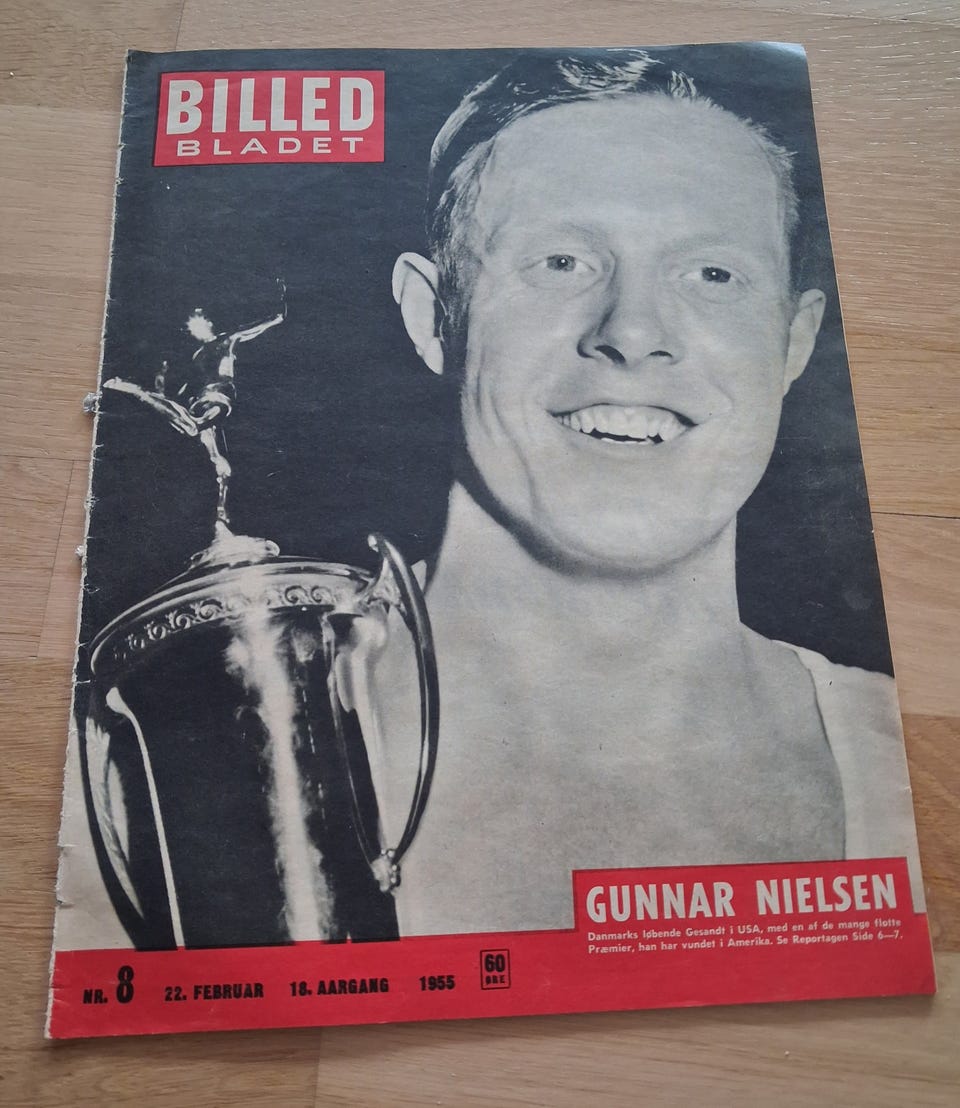 BILLED
BLADET
GUNNAR NIELSEN
Danmarks løbende Gesandt i USA, med en af de mange flotte
Præmier, han har vundet i Amerika. Se Reportagen Side 6—7.
NR. 8 22. FEBRUAR 18. AARGANG 1955 60 ØRE